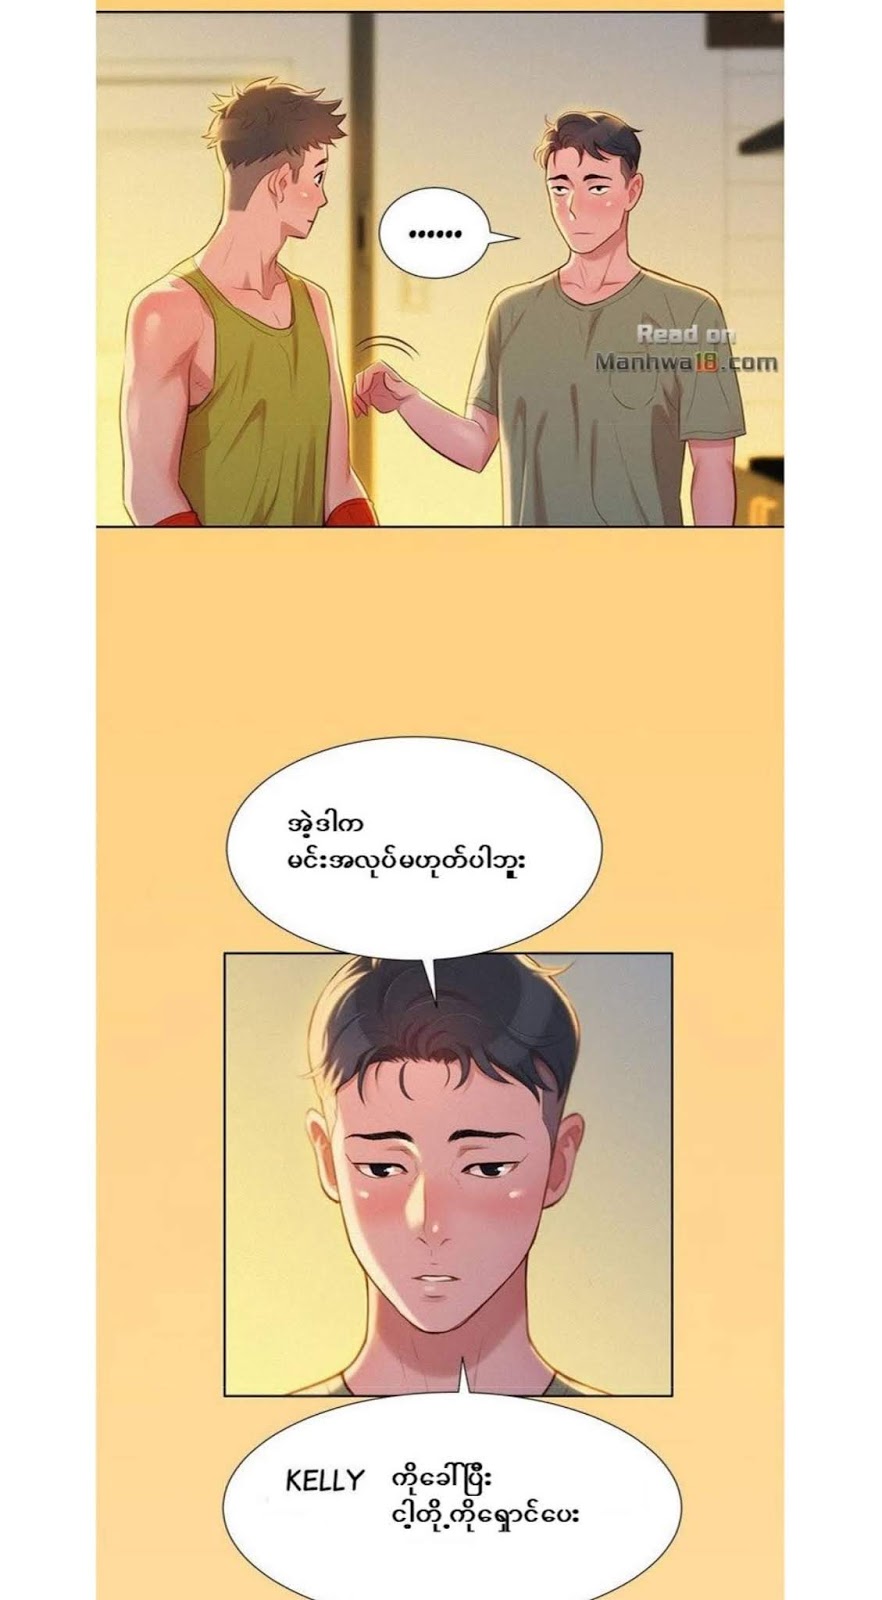 ......
Read on
Manhwa18.com
အဲ့ဒါက
မင်းအလုပ်မဟုတ်ပါဘူး
KELLY ကိုခေါ်ပြီး
ငါ့တို့ကိုရှောင်ပေး